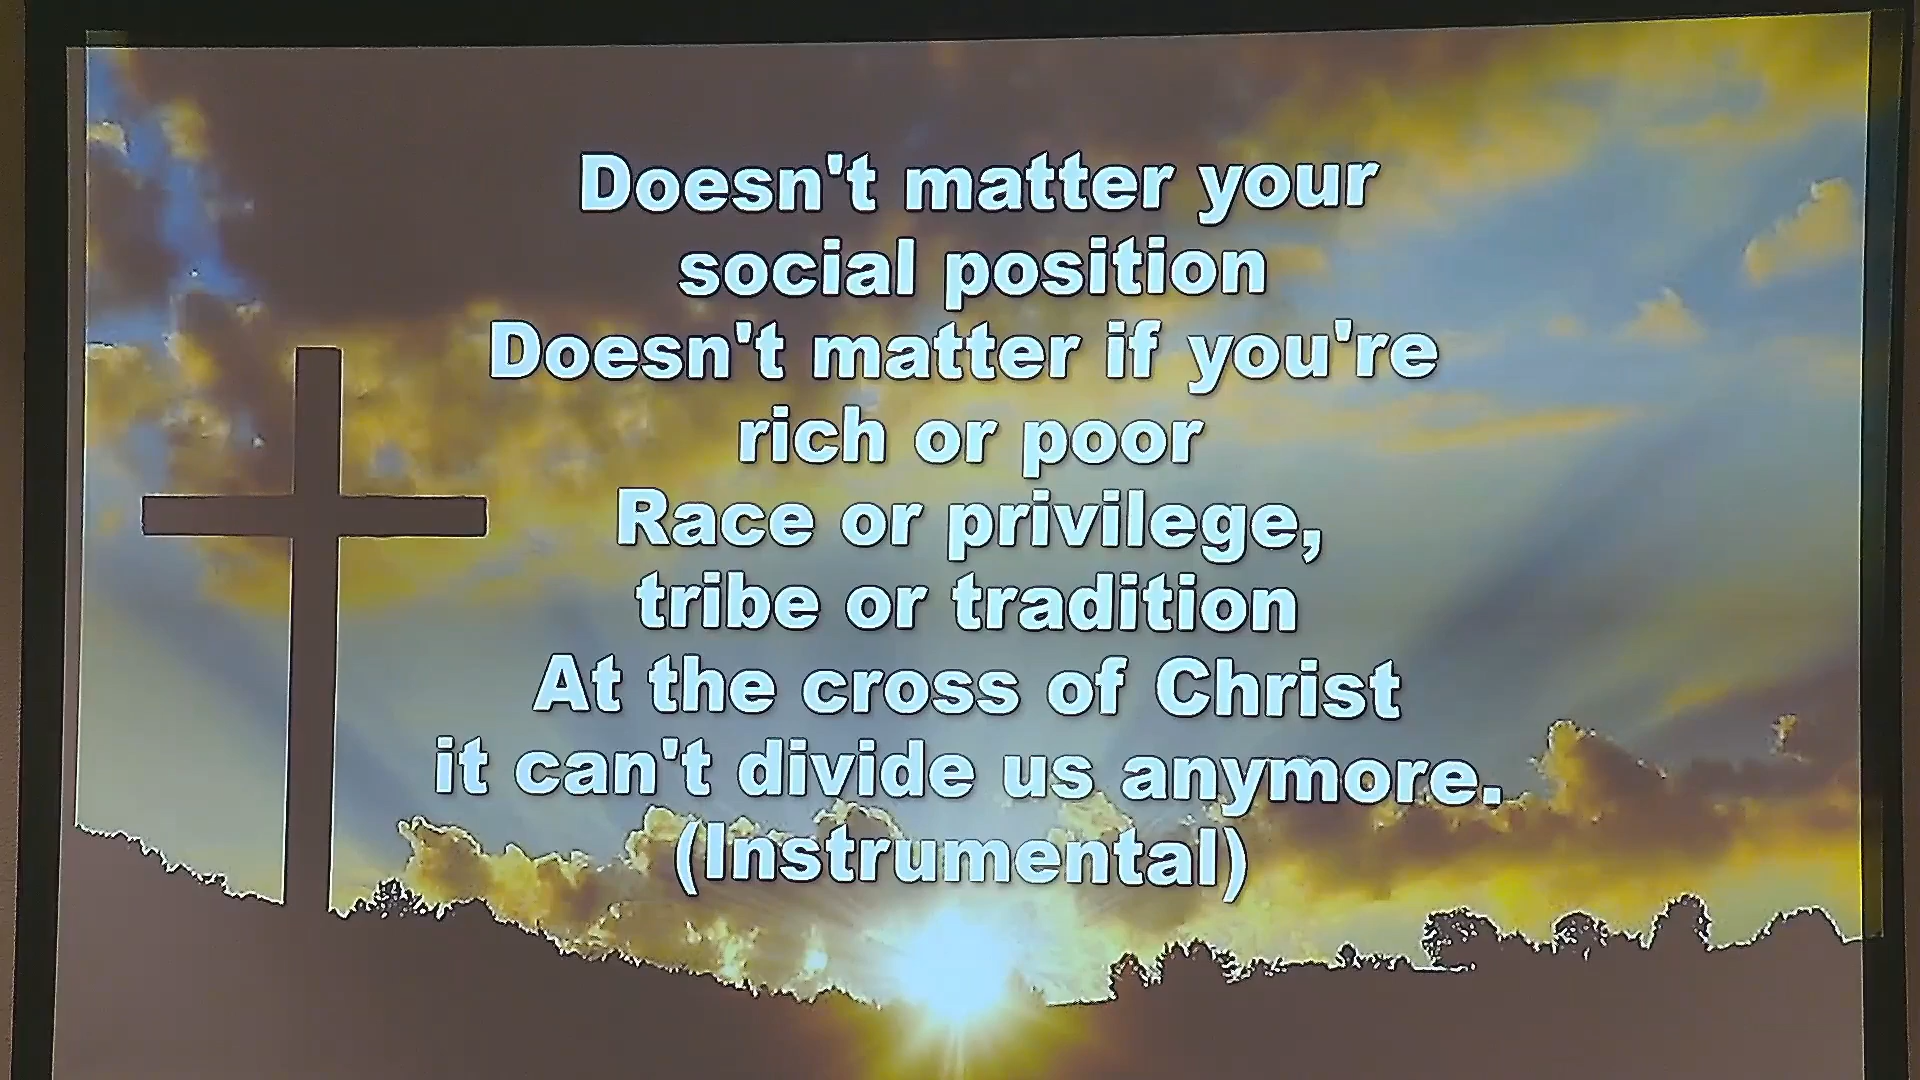 Doesn't matter your
social position
Doesn't matter if you're
rich or poor
Race or privilege,
tribe or tradition
At the cross of Christ
it can't divide us anymore.
(Instrumental)